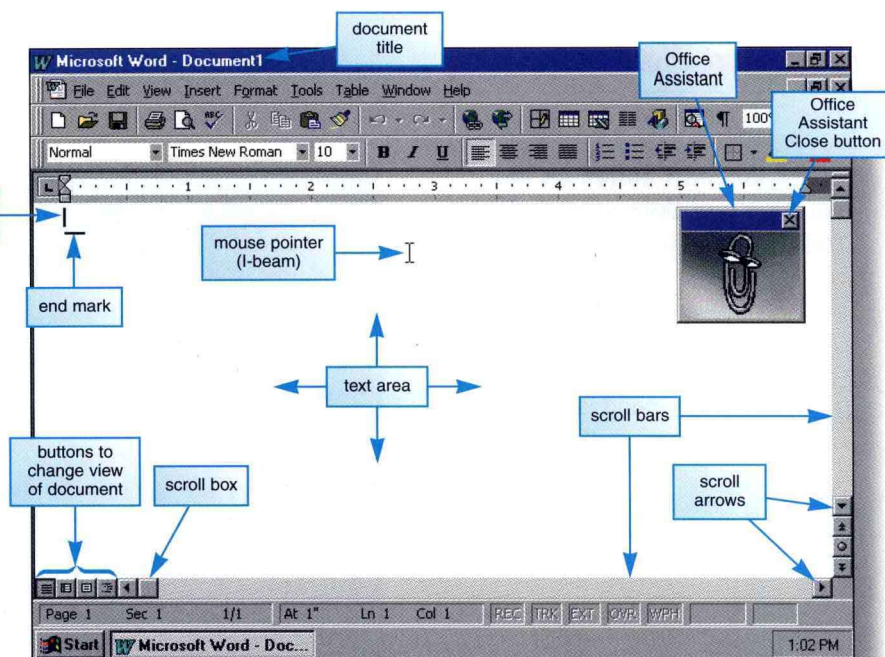 document
title
Microsoft Word - Document1
Office
Assistant
File Edit View Insert Format Tools Table Window Help
Office
Assistant
Close button
ABC
100%
Normal Times New Roman 10 B I U
1 2 3 4 5
mouse pointer
(I-beam)
end mark
text area
scroll bars
buttons to
change view
of document
scroll box
scroll
arrows
Page 1 Sec 1 1/1 At 1" Ln 1 Col 1 REC TRK EXT OVR WPH
Start Microsoft Word - Doc... 1:02 PM